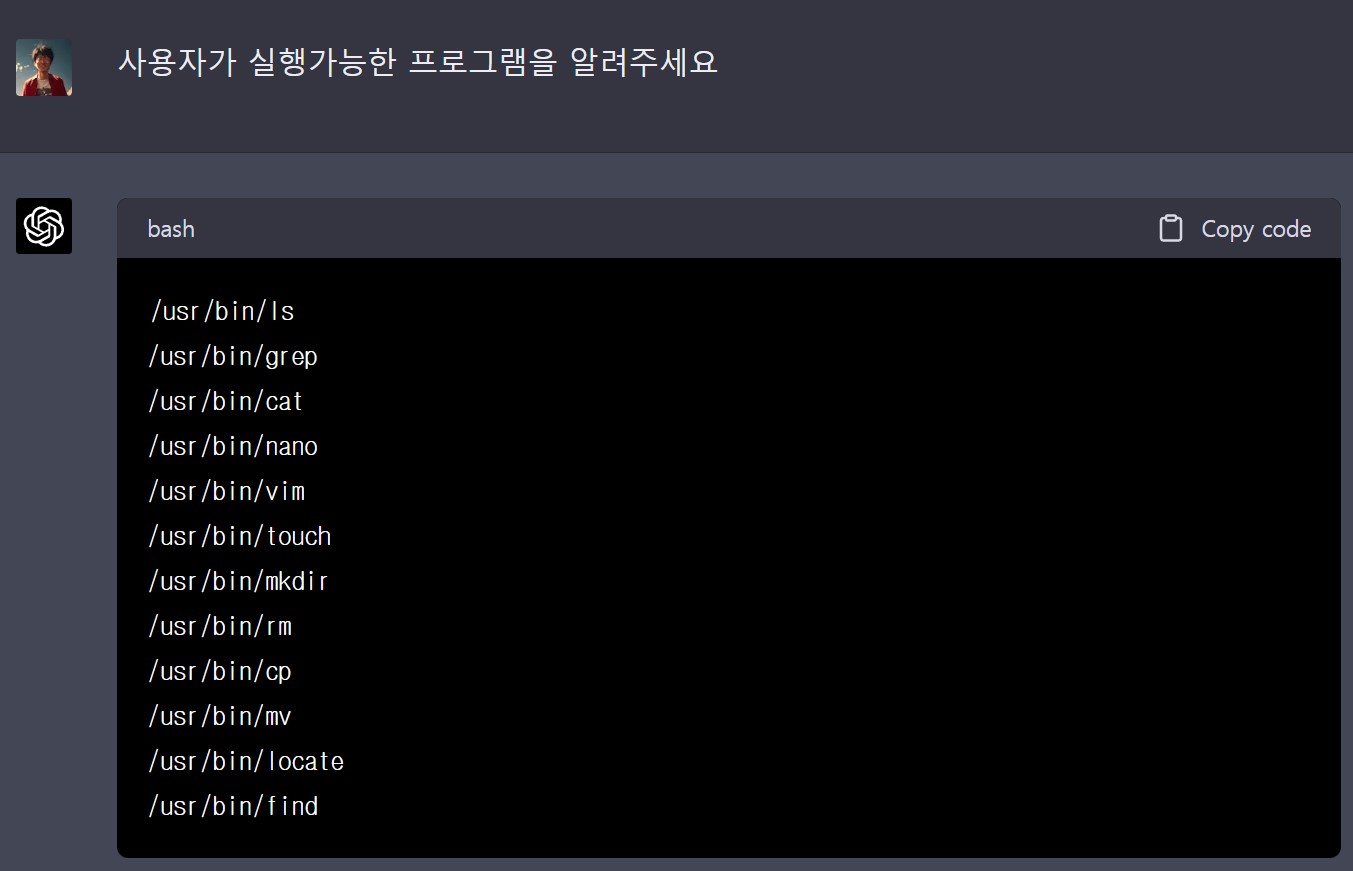 사용자가 실행가능한 프로그램을 알려주세요
bash
Copy code
/usr/bin/ls
/usr/bin/grep
/usr/bin/cat
/usr/bin/nano
/usr/bin/vim
/usr/bin/touch
/usr/bin/mkdir
/usr/bin/rm
/usr/bin/cp
/usr/bin/mv
/usr/bin/locate
/usr/bin/find